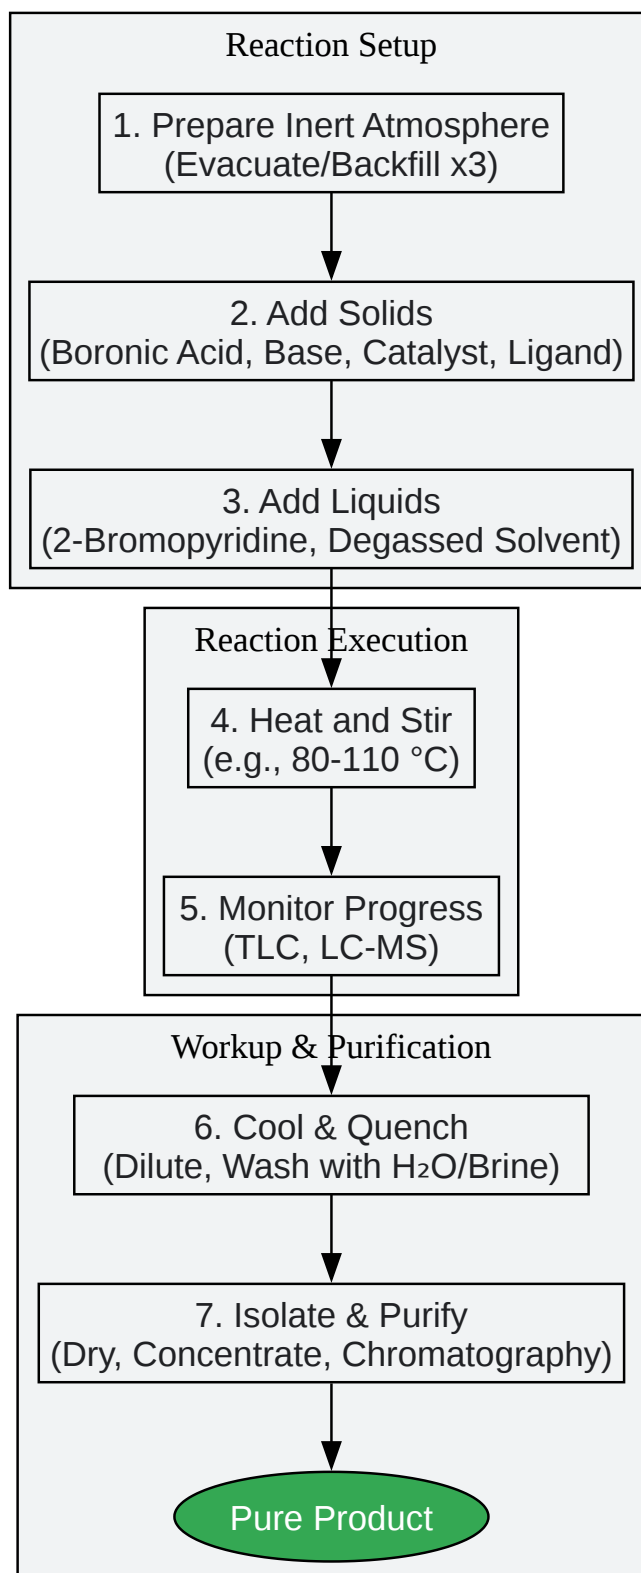 Reaction Setup
1. Prepare Inert Atmosphere
(Evacuate/Backfill x3)
2. Add Solids
(Boronic Acid, Base, Catalyst, Ligand)
3. Add Liquids
(2-Bromopyridine, Degassed Solvent)
Reaction Execution
4. Heat and Stir
(e.g., 80-110 °C)
5. Monitor Progress
(TLC, LC-MS)
Workup & Purification
6. Cool & Quench
(Dilute, Wash with H₂O/Brine)
7. Isolate & Purify
(Dry, Concentrate, Chromatography)
Pure Product